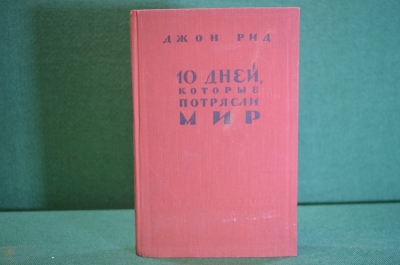 ДЖОН РИД
10 ДНЕЙ,
КОТОРЫЕ
ПОТРЯСЛИ
МИР